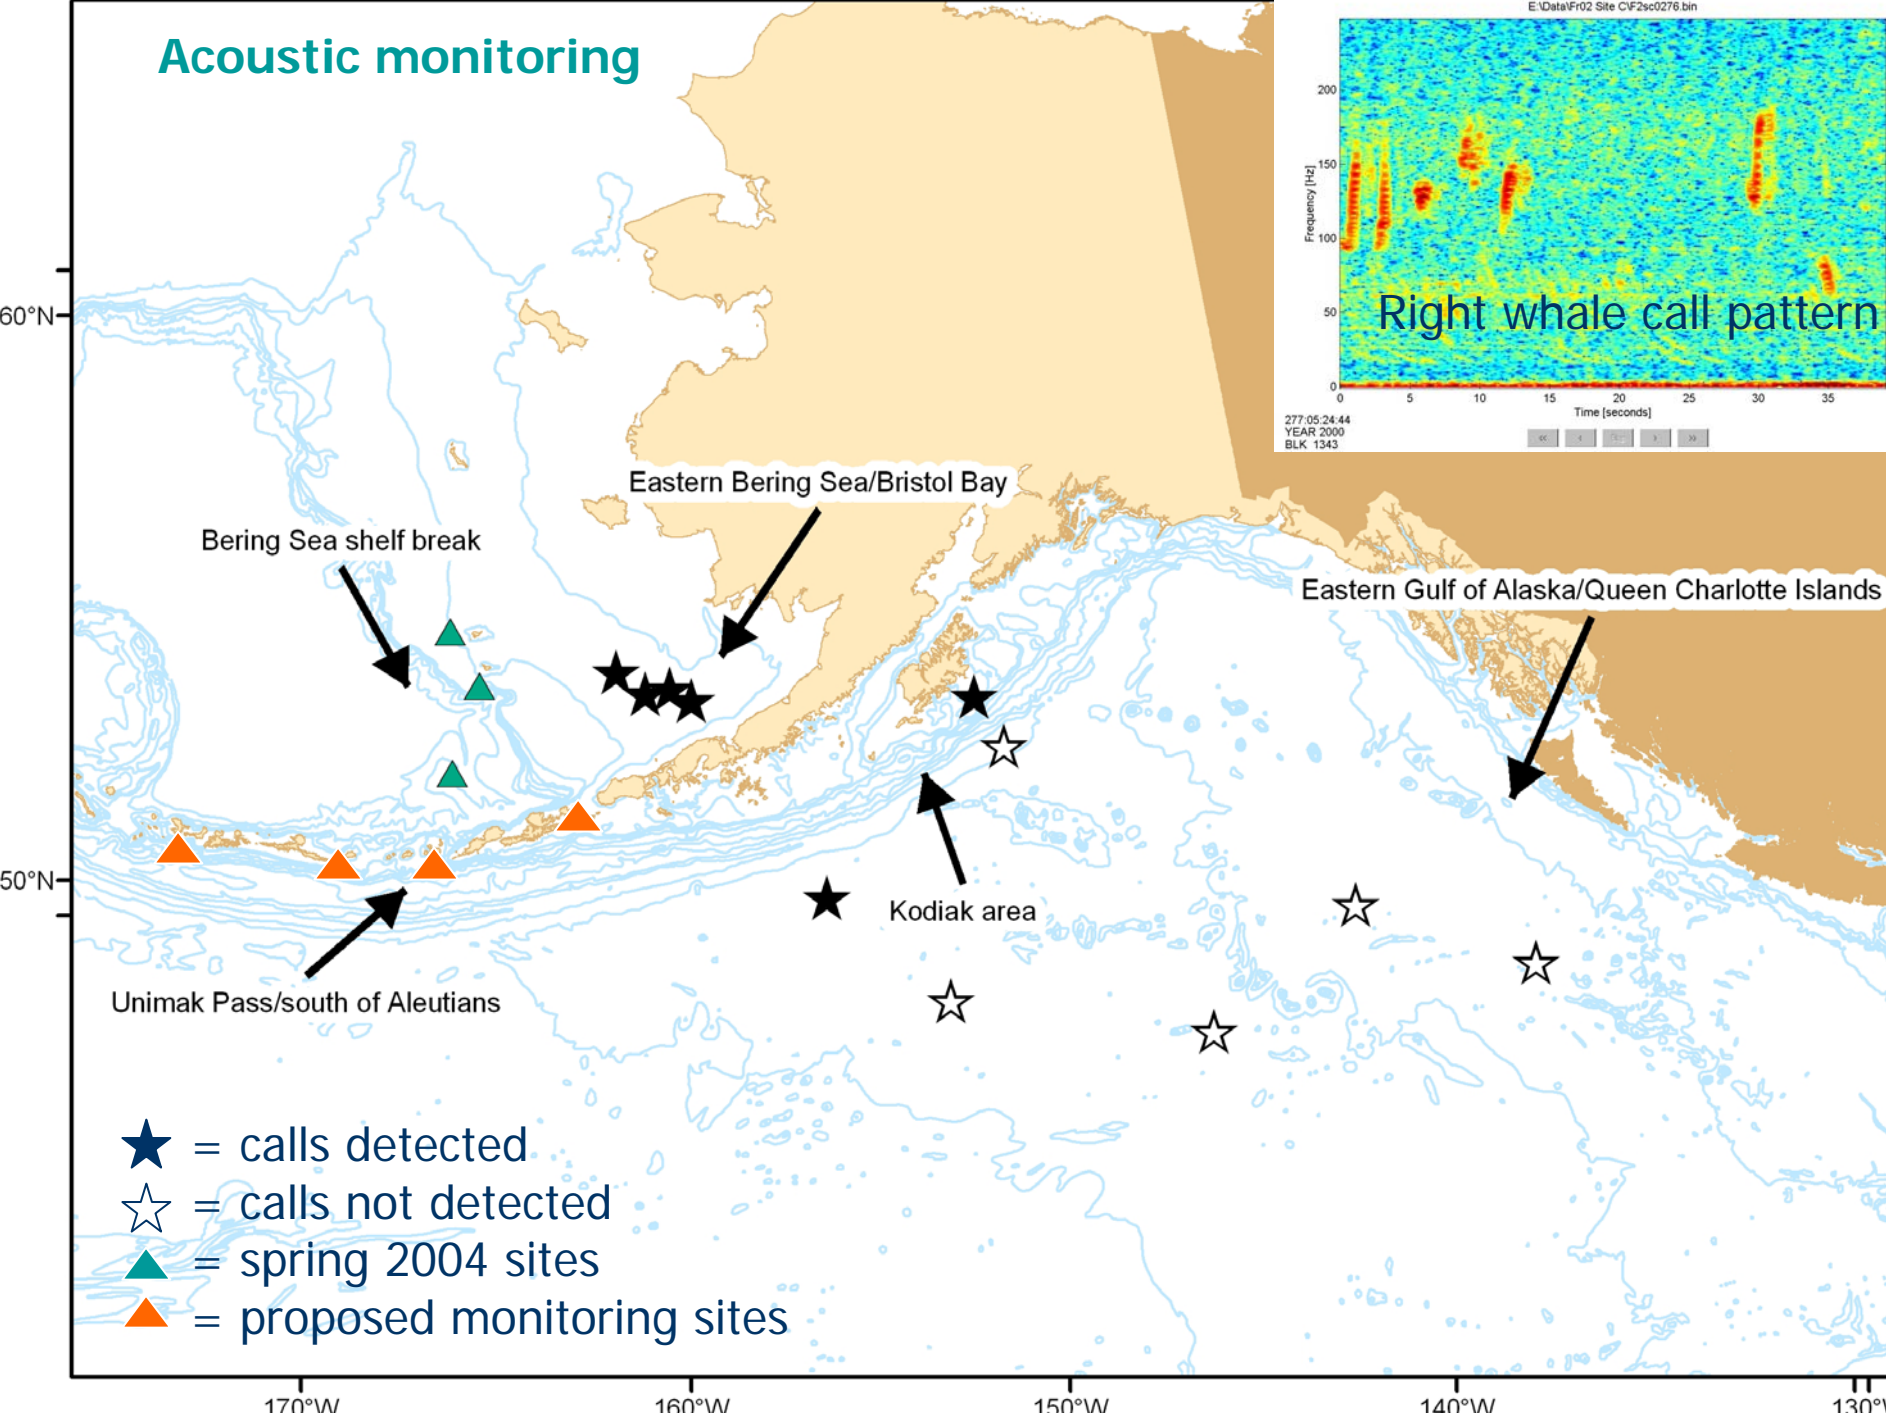 Acoustic monitoring
E:\Data\Fr02 Site C\F2sc0276.bin
200
150
100
50
0
Frequency [Hz]
Right whale call pattern
0 5 10 15 20 25 30 35
Time [seconds]
277:05:24:44
YEAR 2000
BLK 1343
60°N
50°N
Eastern Bering Sea/Bristol Bay
Bering Sea shelf break
Eastern Gulf of Alaska/Queen Charlotte Islands
Kodiak area
Unimak Pass/south of Aleutians
= calls detected
= calls not detected
= spring 2004 sites
= proposed monitoring sites
170°W 160°W 150°W 140°W 130°W